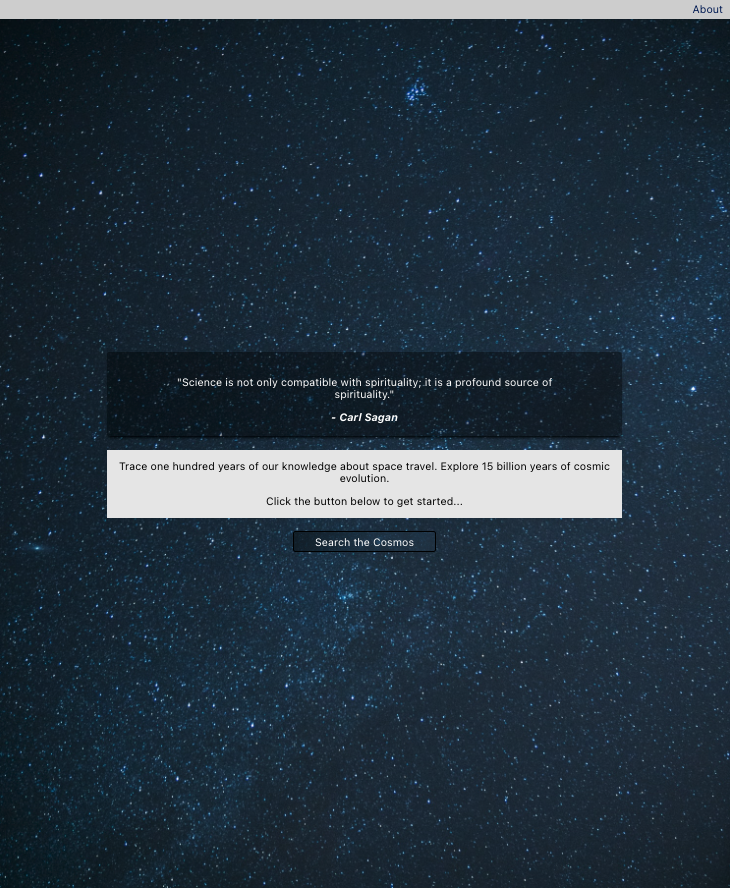 About
"Science is not only compatible with spirituality; it is a profound source of
spirituality."
- Carl Sagan
Trace one hundred years of our knowledge about space travel. Explore 15 billion years of cosmic
evolution.
Click the button below to get started...
Search the Cosmos